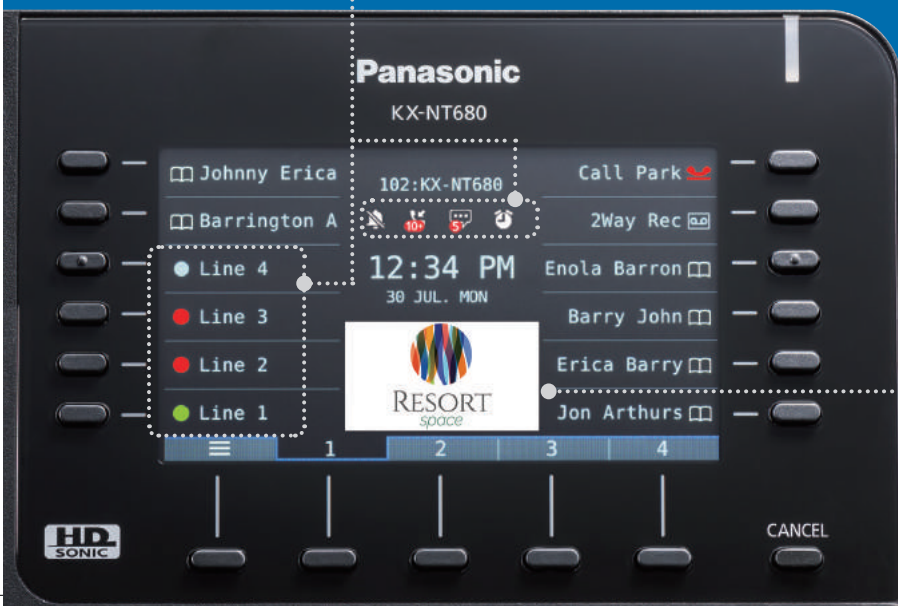 Panasonic
KX-NT680
Johnny Erica
102:KX-NT680
Call Park
Barrington A
10+
5
2Way Rec
Line 4
12:34 PM
Enola Barron
30 JUL. MON
Line 3
Barry John
Line 2
Erica Barry
RESORT
space
Line 1
Jon Arthurs
1
2
3
4
HD
SONIC
CANCEL